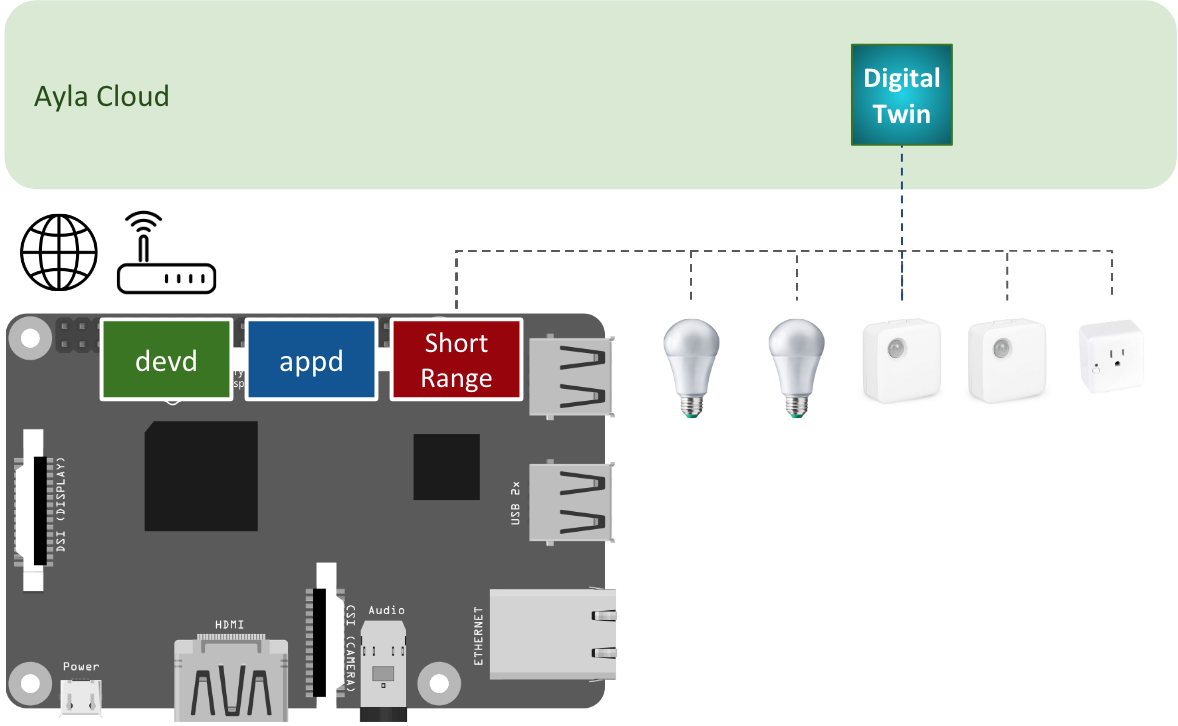 Ayla Cloud
Digital
Twin
devd
appd
Short
Range
DSI (DISPLAY)
USB 2x
CSI (CAMERA)
Audio
ETHERNET
HDMI
Power